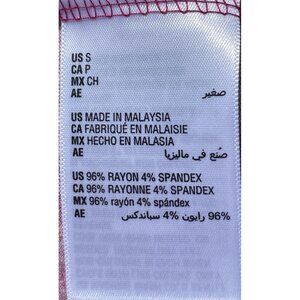 US S
CA P
MX CH
AE صغير
US MADE IN MALAYSIA
CA FABRIQUÉ EN MALAISIE
MX HECHO EN MALASIA
AE صُنع في ماليزيا
US 96% RAYON 4% SPANDEX
CA 96% RAYONNE 4% SPANDEX
MX 96% rayón 4% spándex
AE 96% رايون 4% سباندكس